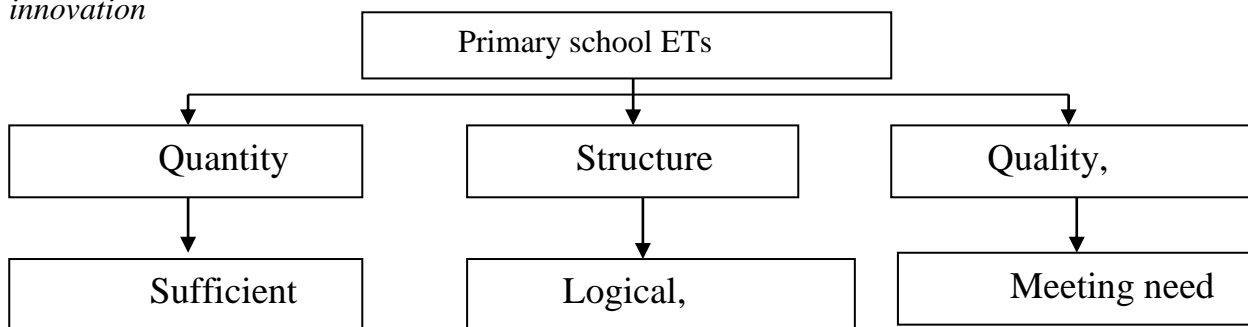 innovation
Primary school ETs
Quantity
Structure
Quality,
Sufficient
Logical,
Meeting need